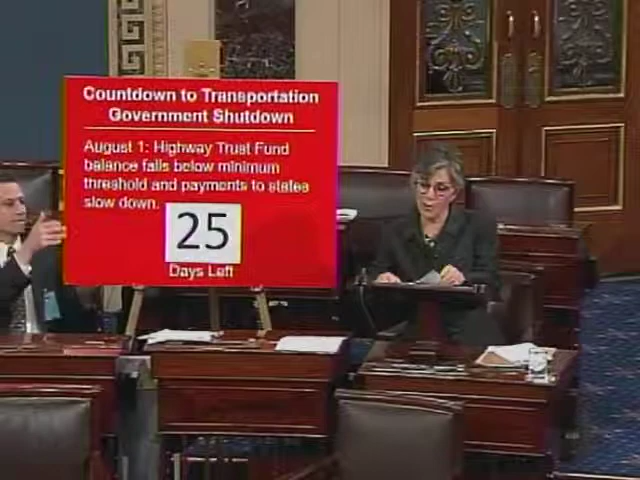 Countdown to Transportation
Government Shutdown
August 1: Highway Trust Fund
balance falls below minimum
threshold and payments to states
slow down.
25
Days Left